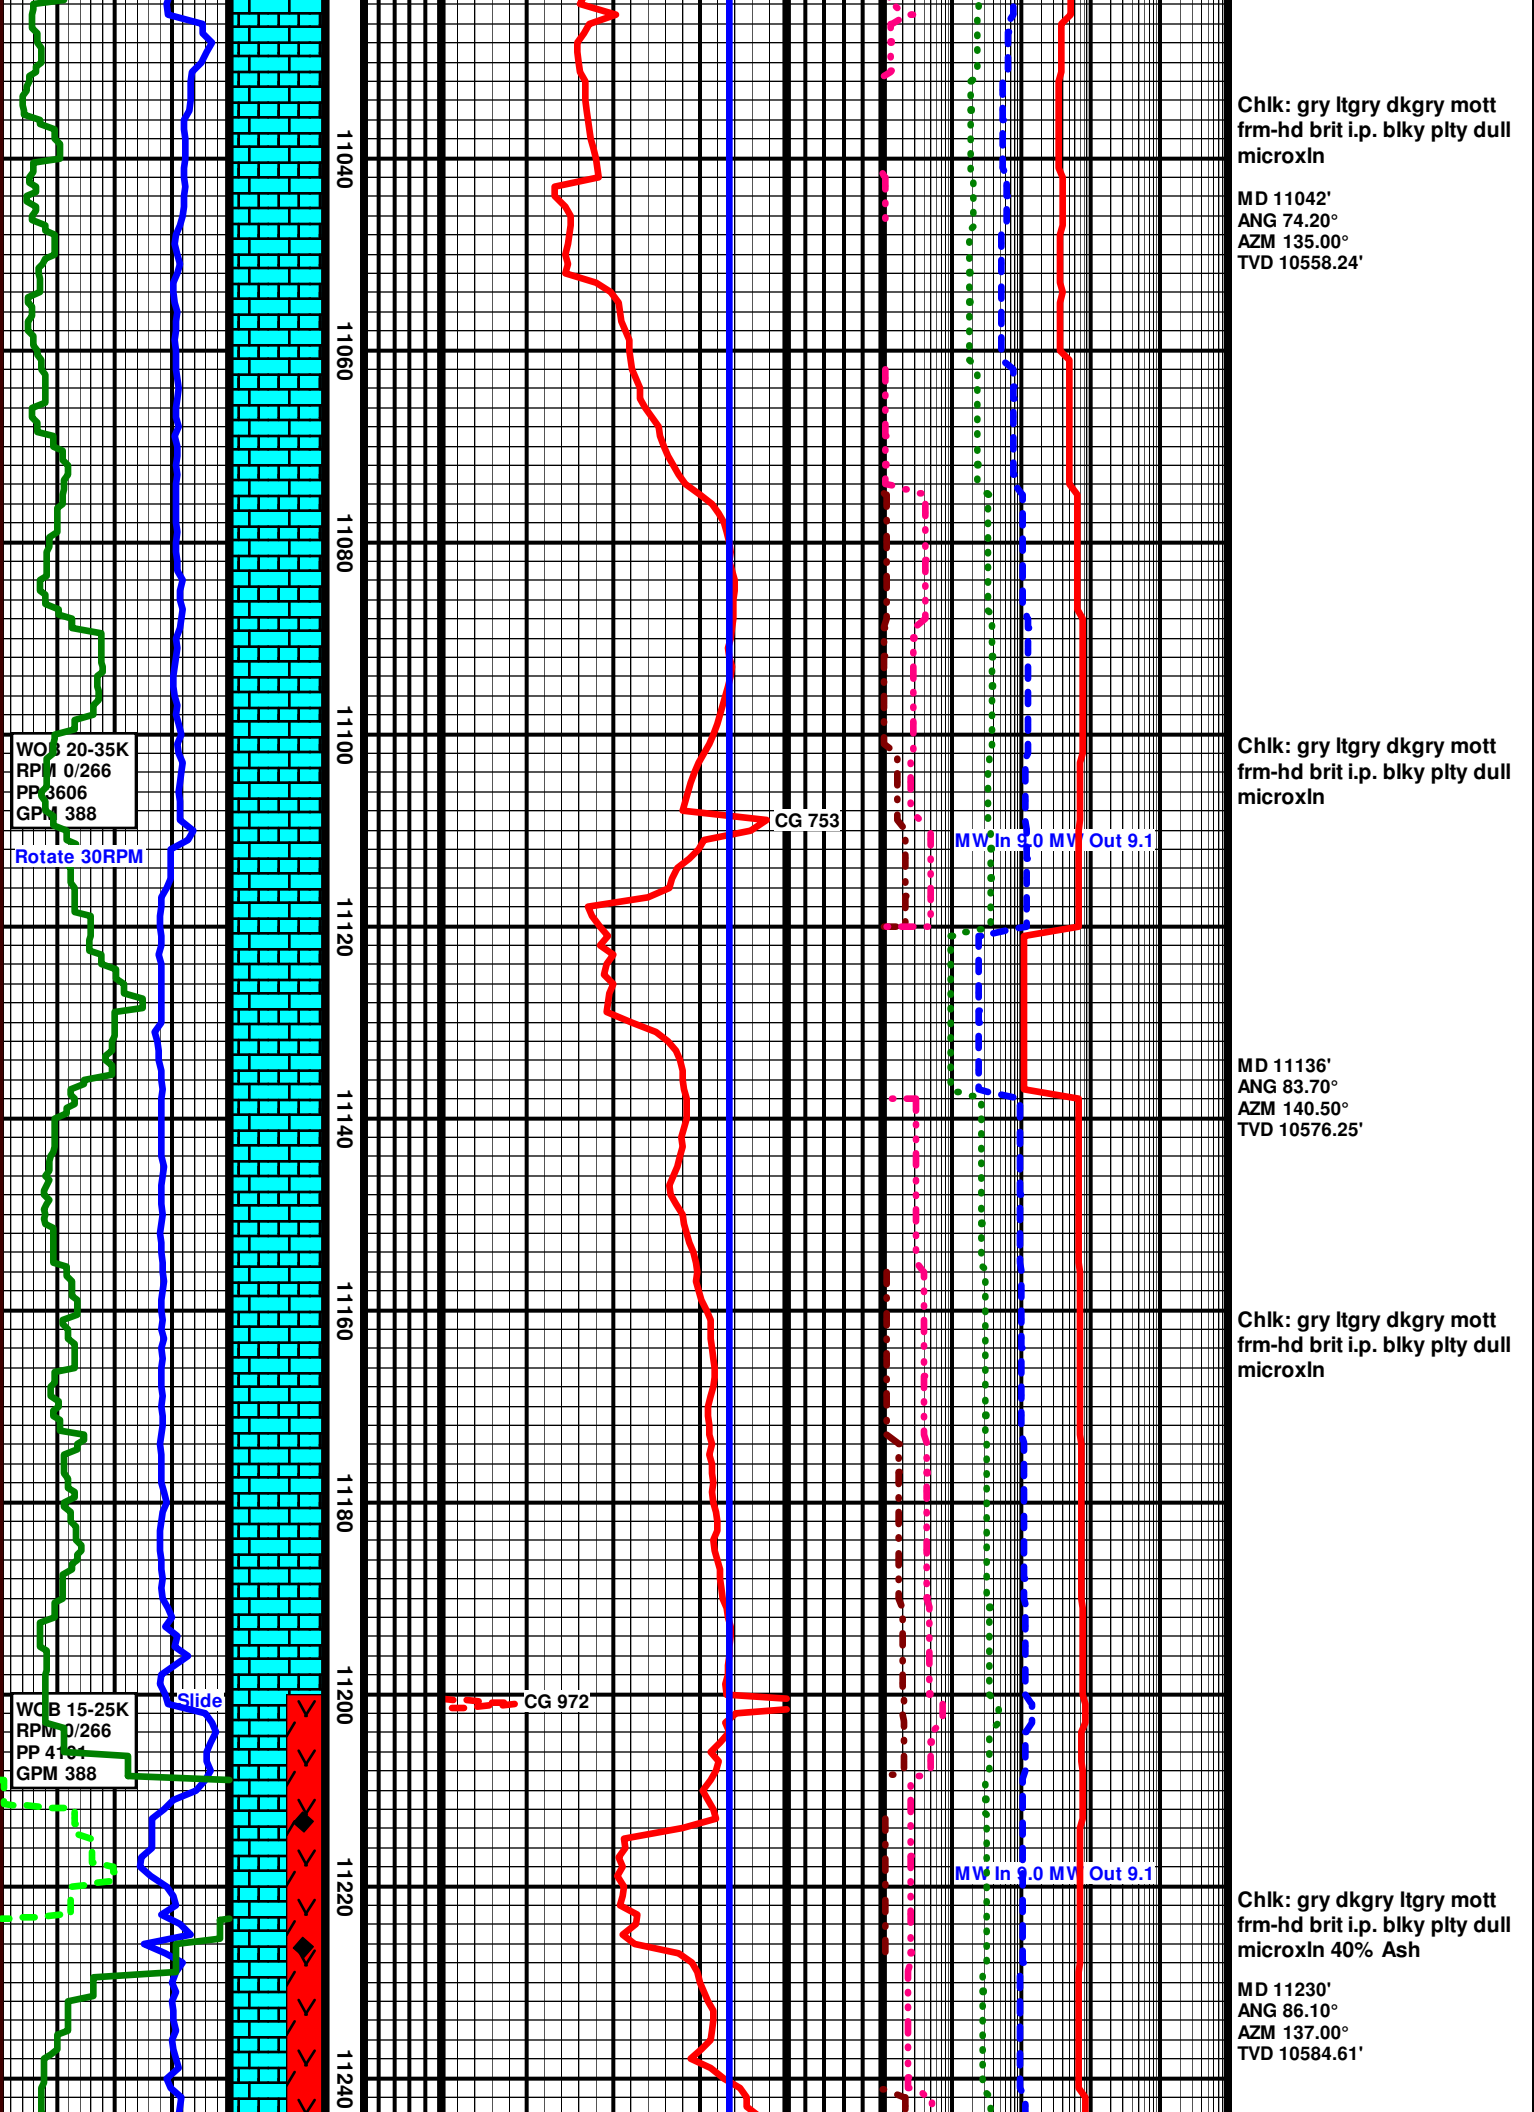 Chlk: gry ltgry dkgry mott
frm-hd brit i.p. blky plty dull
microxln
11040
MD 11042'
ANG 74.20°
AZM 135.00°
TVD 10558.24'
11060
11080
11100
WOB 20-35K
RPM 0/266
PP 3606
GPM 388
Chlk: gry ltgry dkgry mott
frm-hd brit i.p. blky plty dull
microxln
CG 753
MW In 9.0 MW Out 9.1
Rotate 30RPM
11120
MD 11136'
ANG 83.70°
AZM 140.50°
TVD 10576.25'
11140
11160
Chlk: gry ltgry dkgry mott
frm-hd brit i.p. blky plty dull
microxln
11180
11200
Slide
CG 972
WOB 15-25K
RPM 0/266
PP 4181
GPM 388
MW In 9.0 MW Out 9.1
11220
Chlk: gry dkgry ltgry mott
frm-hd brit i.p. blky plty dull
microxln 40% Ash
MD 11230'
ANG 86.10°
AZM 137.00°
TVD 10584.61'
11240